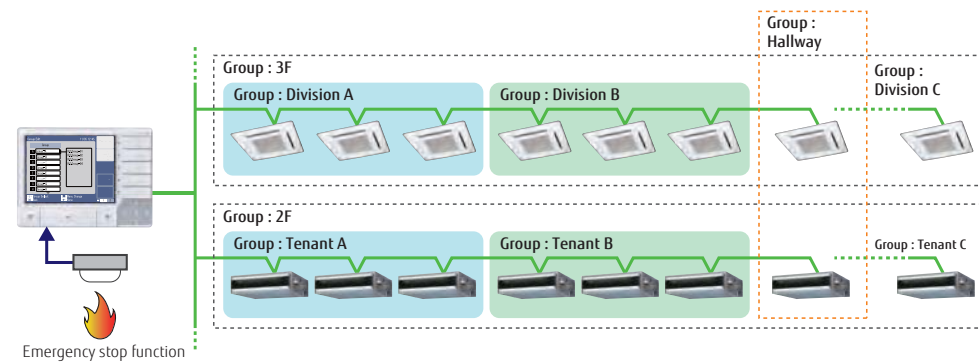 Group :
Hallway
Group : 3F
Group :
Division C
Group : Division A
Group : Division B
Group : 2F
Group : Tenant A
Group : Tenant B
Group : Tenant C
Emergency stop function